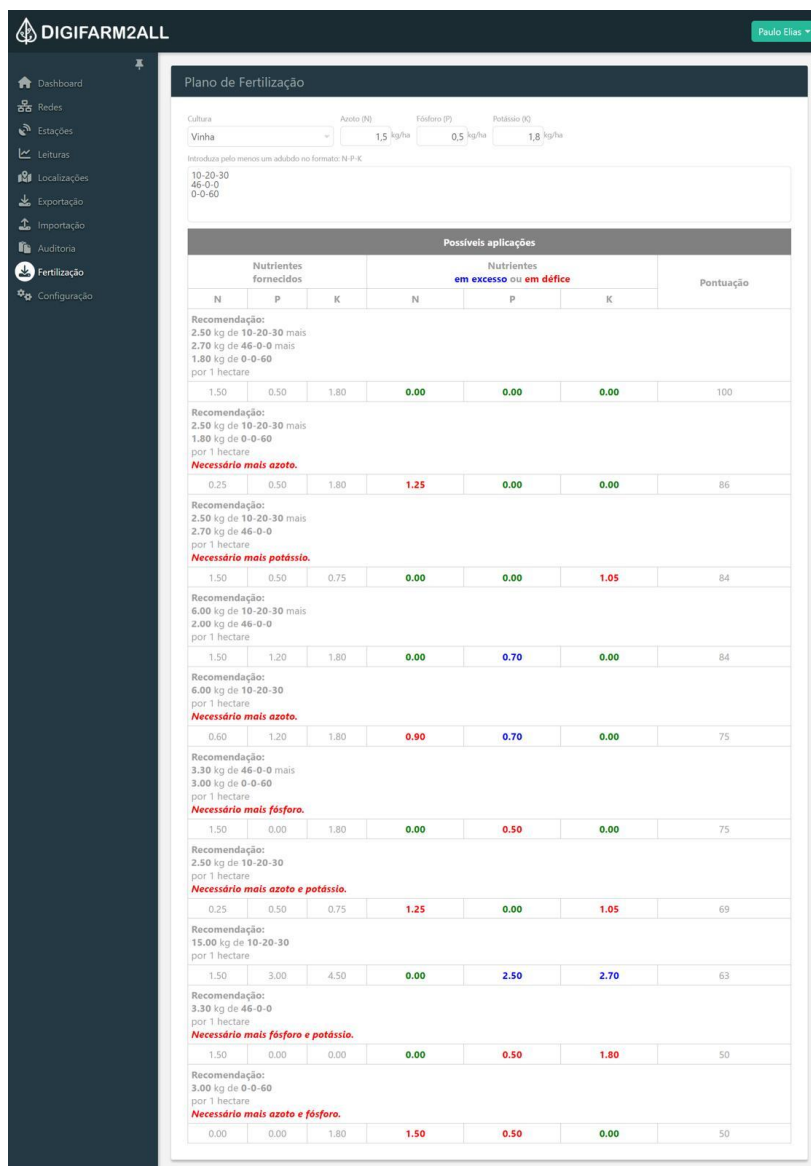 DIGIFARM2ALL
Paulo Elias
Dashboard
Redes
Estações
Leituras
Localizações
Exportação
Importação
Auditoria
Fertilização
Configuração
Plano de Fertilização
Cultura Azoto (N) Fósforo (P) Potássio (K)
Vinha 1,5 kg/ha 0,5 kg/ha 1,8 kg/ha
Introduza pelo menos um adubdo no formato: N-P-K
10-20-30
46-0-0
0-0-60
Possíveis aplicações
Nutrientes fornecidos
Nutrientes em excesso ou em défice
Pontuação
N P K N P K
Recomendação:
2.50 kg de 10-20-30 mais
2.70 kg de 46-0-0 mais
1.80 kg de 0-0-60
por 1 hectare
1.50 0.50 1.80 0.00 0.00 0.00 100
Recomendação:
2.50 kg de 10-20-30 mais
1.80 kg de 0-0-60
por 1 hectare
Necessário mais azoto.
0.25 0.50 1.80 1.25 0.00 0.00 86
Recomendação:
2.50 kg de 10-20-30 mais
2.70 kg de 46-0-0
por 1 hectare
Necessário mais potássio.
1.50 0.50 0.75 0.00 0.00 1.05 84
Recomendação:
6.00 kg de 10-20-30 mais
2.00 kg de 46-0-0
por 1 hectare
1.50 1.20 1.80 0.00 0.70 0.00 84
Recomendação:
6.00 kg de 10-20-30
por 1 hectare
Necessário mais azoto.
0.60 1.20 1.80 0.90 0.70 0.00 75
Recomendação:
3.30 kg de 46-0-0 mais
3.00 kg de 0-0-60
por 1 hectare
Necessário mais fósforo.
1.50 0.00 1.80 0.00 0.50 0.00 75
Recomendação:
2.50 kg de 10-20-30
por 1 hectare
Necessário mais azoto e potássio.
0.25 0.50 0.75 1.25 0.00 1.05 69
Recomendação:
15.00 kg de 10-20-30
por 1 hectare
1.50 3.00 4.50 0.00 2.50 2.70 63
Recomendação:
3.30 kg de 46-0-0
por 1 hectare
Necessário mais fósforo e potássio.
1.50 0.00 0.00 0.00 0.50 1.80 50
Recomendação:
3.00 kg de 0-0-60
por 1 hectare
Necessário mais azoto e fósforo.
0.00 0.00 1.80 1.50 0.50 0.00 50